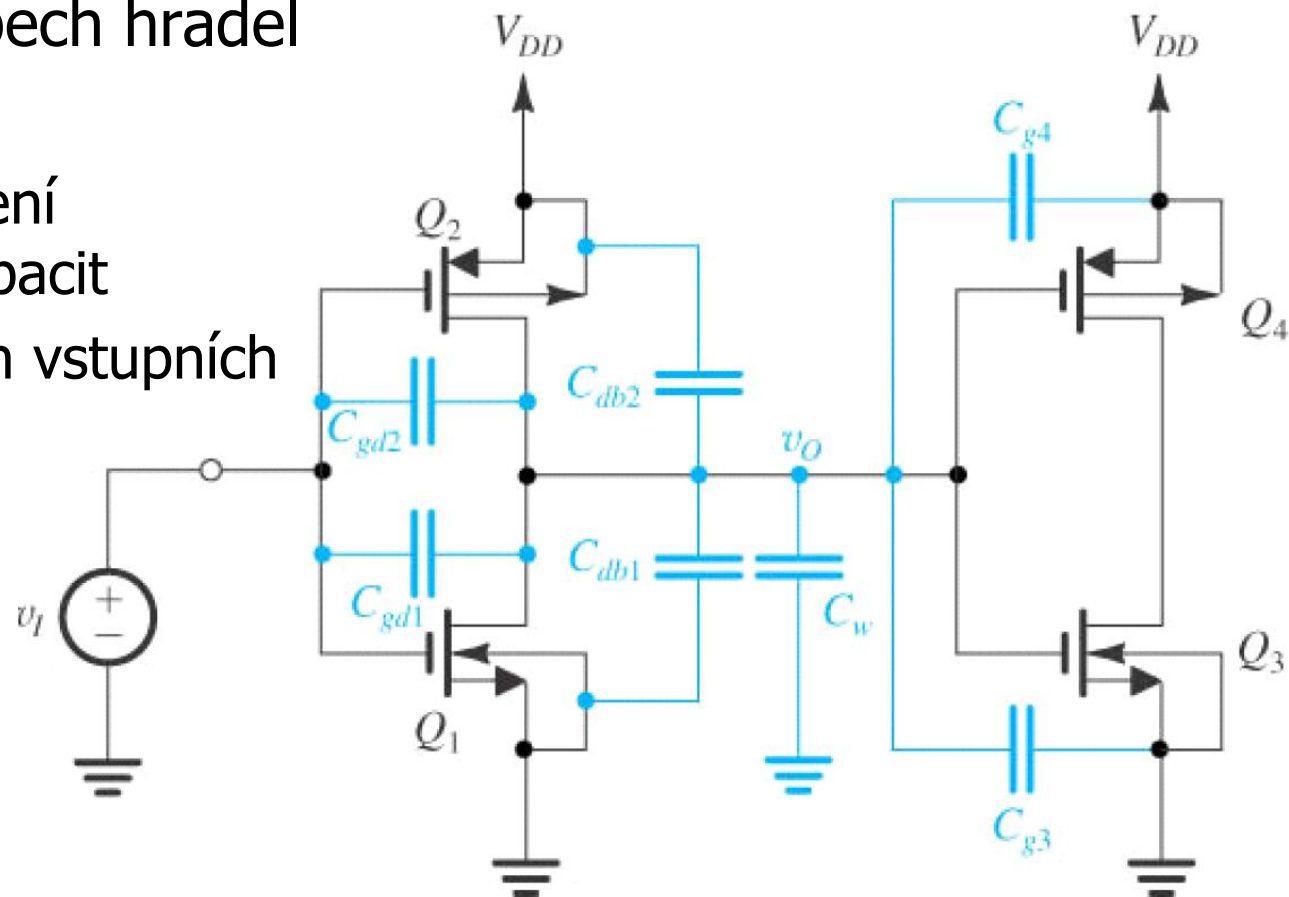 pech hradel
ení
pacit
vstupních
V_DD
V_DD
C_g4
Q_2
Q_4
C_db2
C_gd2
v_O
C_db1
C_gd1
C_w
v_I
+
−
Q_3
Q_1
C_g3